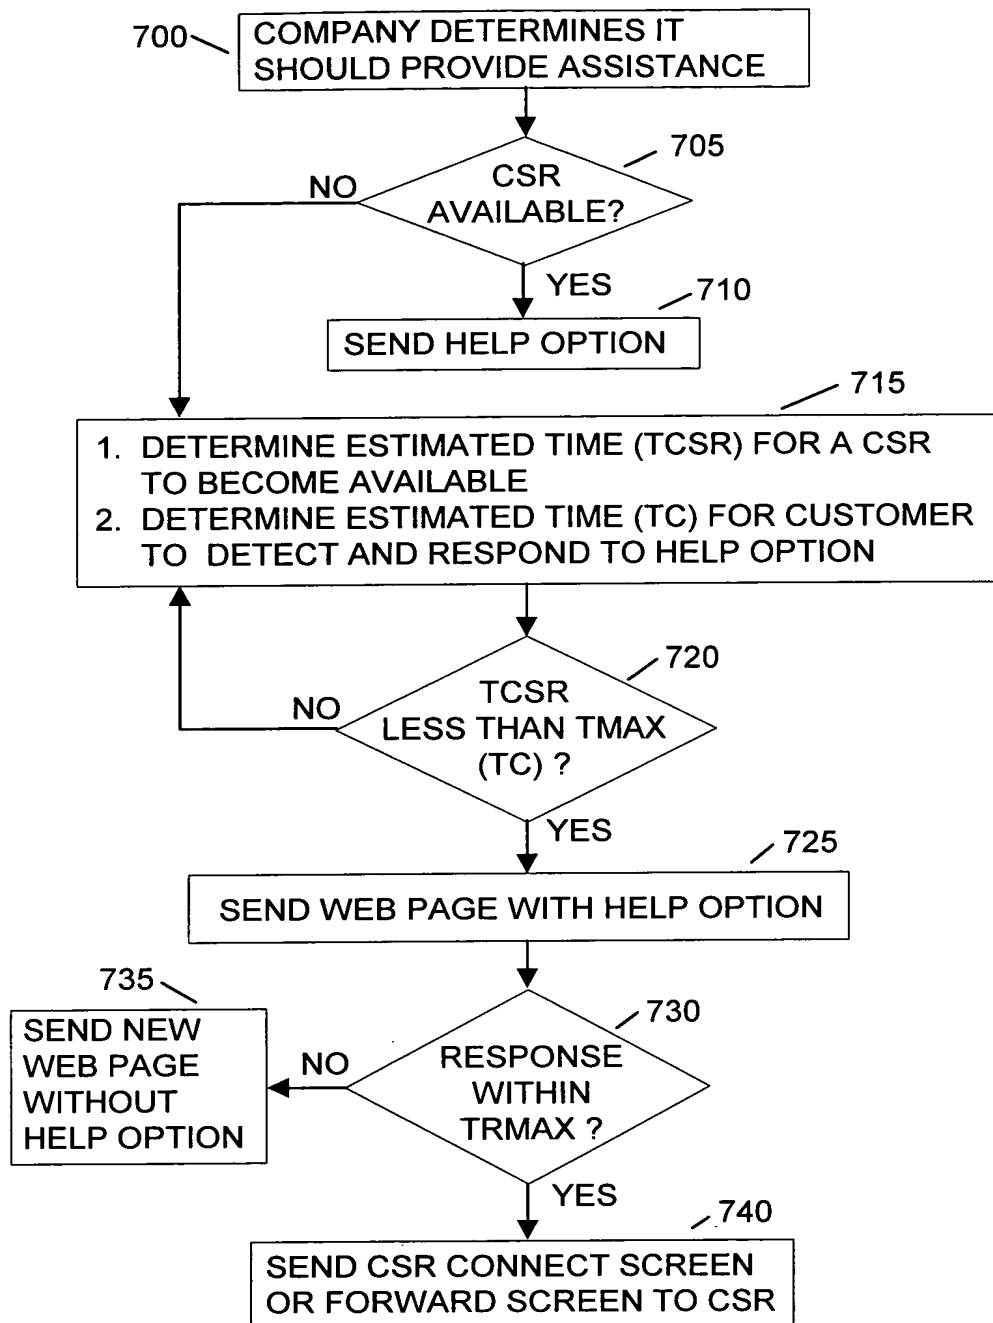 700
COMPANY DETERMINES IT
SHOULD PROVIDE ASSISTANCE
705
CSR
AVAILABLE?
NO
YES
710
SEND HELP OPTION
715
1. DETERMINE ESTIMATED TIME (TCSR) FOR A CSR
TO BECOME AVAILABLE
2. DETERMINE ESTIMATED TIME (TC) FOR CUSTOMER
TO DETECT AND RESPOND TO HELP OPTION
720
TCSR
LESS THAN TMAX
(TC) ?
NO
YES
725
SEND WEB PAGE WITH HELP OPTION
730
RESPONSE
WITHIN
TRMAX ?
NO
735
SEND NEW
WEB PAGE
WITHOUT
HELP OPTION
YES
740
SEND CSR CONNECT SCREEN
OR FORWARD SCREEN TO CSR